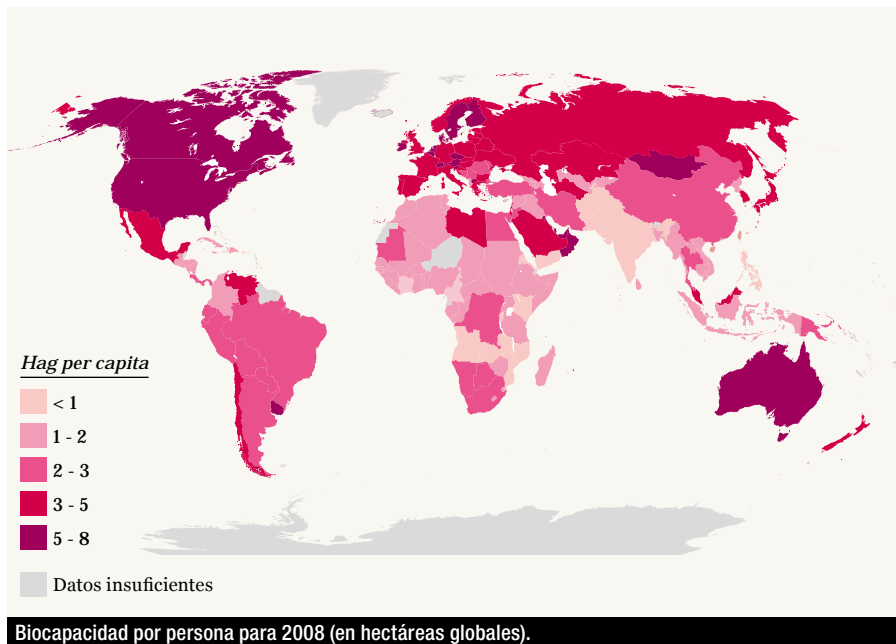 Hag per capita
< 1
1 - 2
2 - 3
3 - 5
5 - 8
Datos insuficientes
Biocapacidad por persona para 2008 (en hectáreas globales).